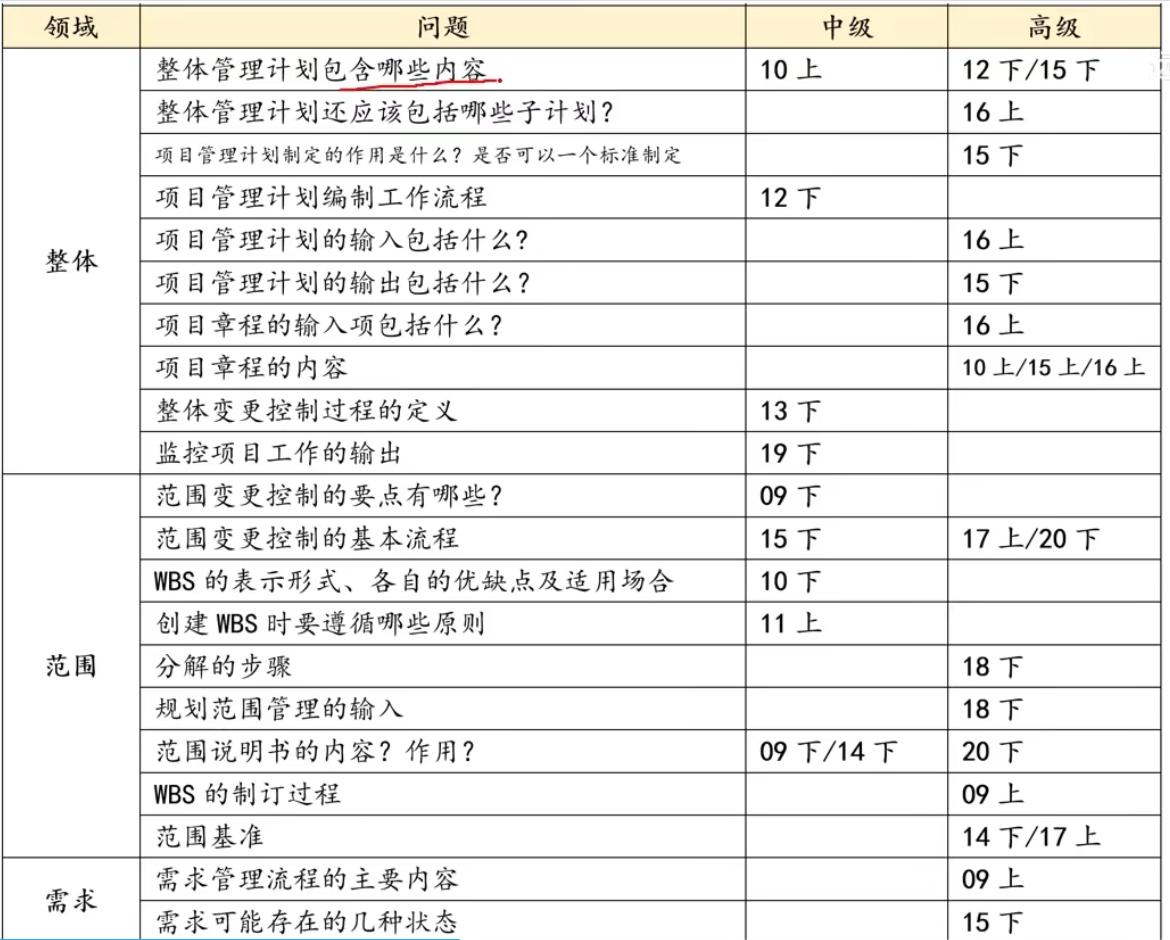 领域 问题 中级 高级
整体管理计划包含哪些内容 10 上 12 下/15 下
整体管理计划还应该包括哪些子计划? 16 上
项目管理计划制定的作用是什么? 是否可以一个标准制定 15 下
项目管理计划编制工作流程 12 下
项目管理计划的输入包括什么? 16 上
整体
项目管理计划的输出包括什么? 15 下
项目章程的输入项包括什么? 16 上
项目章程的内容 10 上/15 上/16 上
整体变更控制过程的定义 13 下
监控项目工作的输出 19 下
范围变更控制的要点有哪些? 09 下
范围变更控制的基本流程 15 下 17 上/20 下
WBS 的表示形式、各自的优缺点及适用场合 10 下
创建 WBS 时要遵循哪些原则 11 上
范围 分解的步骤 18 下
规划范围管理的输入 18 下
范围说明书的内容? 作用? 09 下/14 下 20 下
WBS 的制订过程 09 上
范围基准 14 下/17 上
需求管理流程的主要内容 09 上
需求
需求可能存在的几种状态 15 下